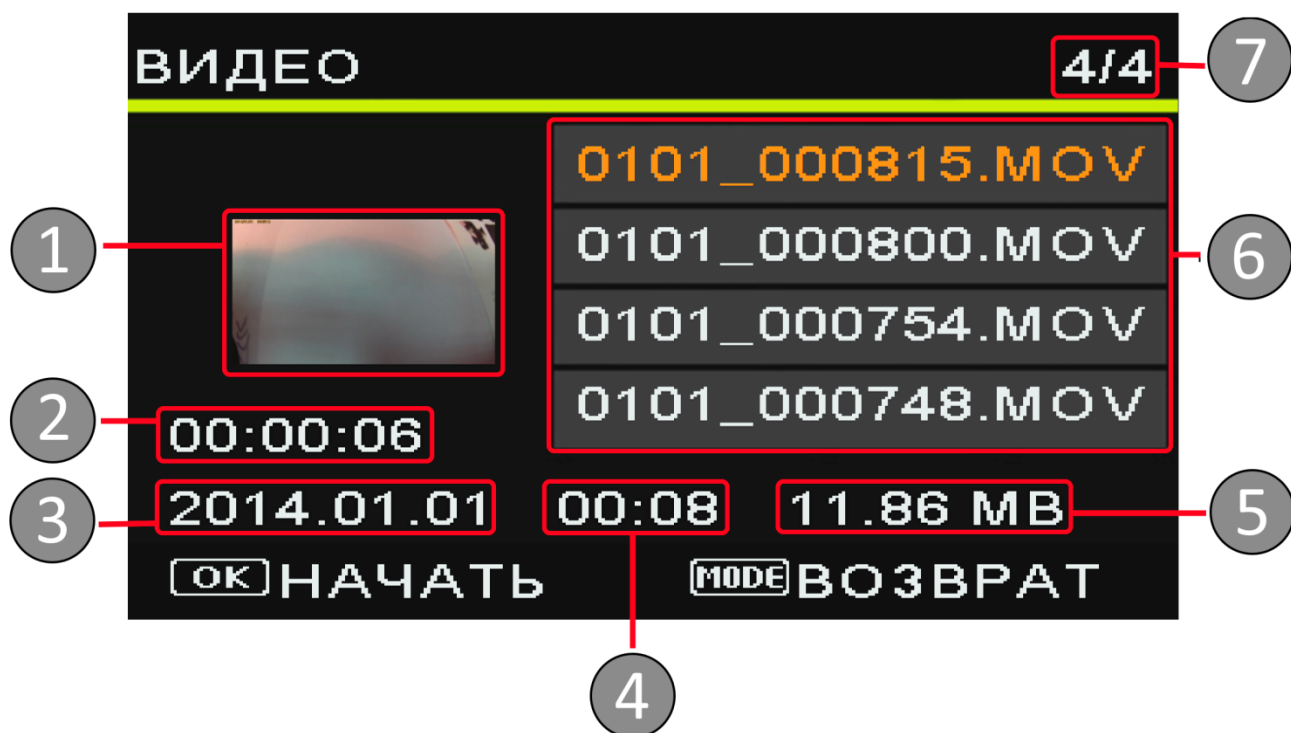 ВИДЕО 4/4 7
0101_000815.MOV
1 0101_000800.MOV 6
0101_000754.MOV
0101_000748.MOV
2 00:00:06
3 2014.01.01 00:08 11.86 MB 5
OK НАЧАТЬ MODE ВОЗВРАТ
4